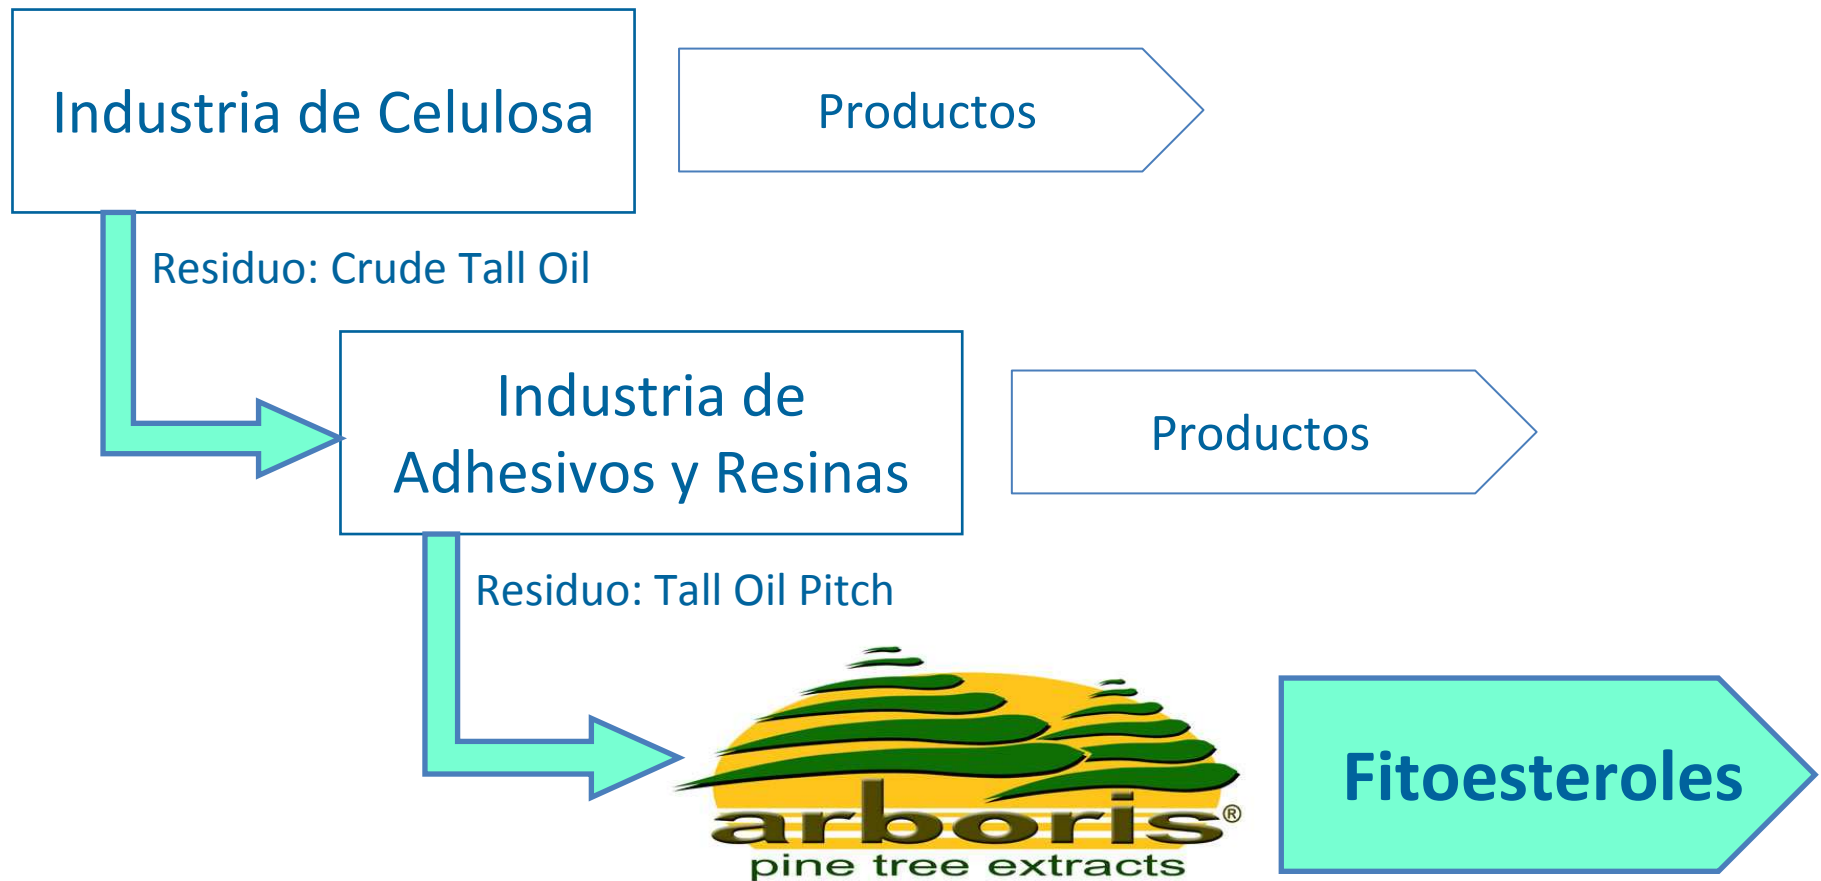 Industria de Celulosa
Productos
Residuo: Crude Tall Oil
Industria de
Adhesivos y Resinas
Productos
Residuo: Tall Oil Pitch
arboris®
pine tree extracts
Fitoesteroles